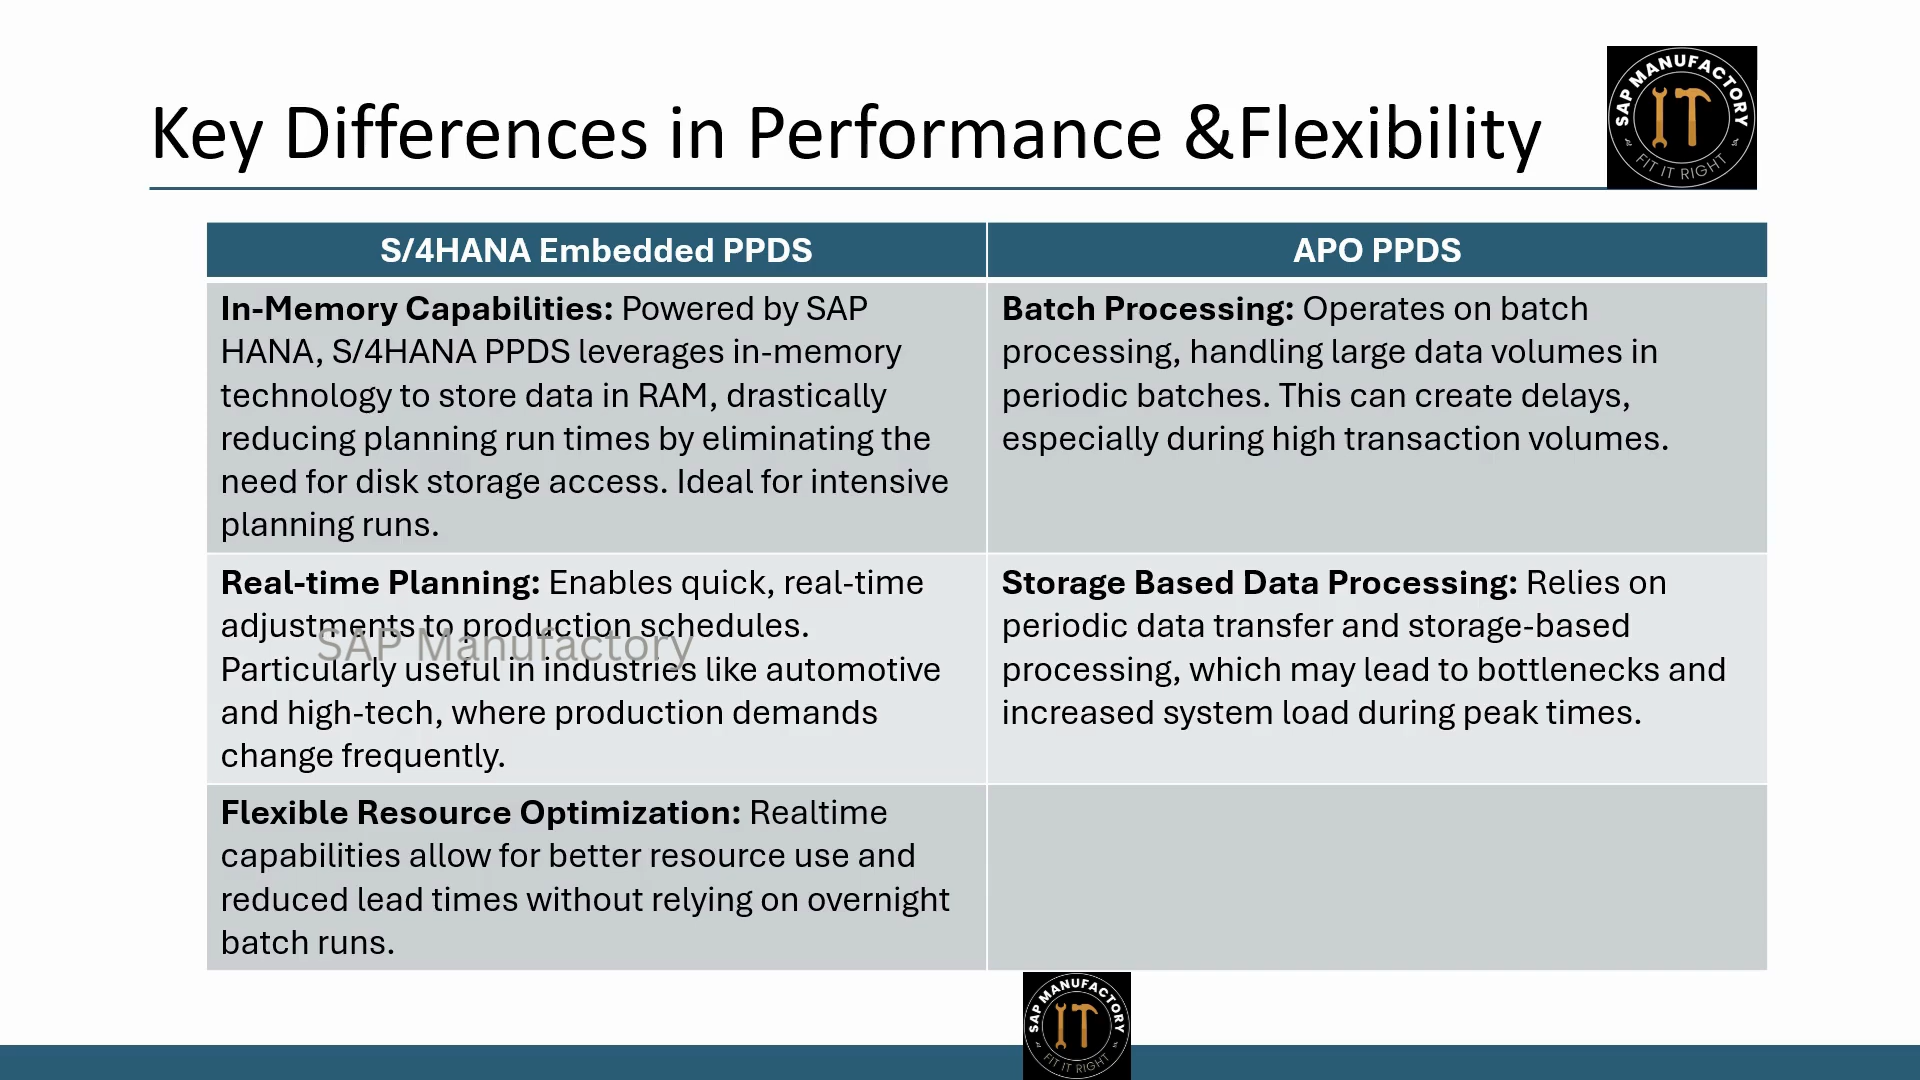 Key Differences in Performance &Flexibility
SAP MANUFACTORY
IT
FIT IT RIGHT
S/4HANA Embedded PPDS
APO PPDS
In-Memory Capabilities: Powered by SAP
HANA, S/4HANA PPDS leverages in-memory
technology to store data in RAM, drastically
reducing planning run times by eliminating the
need for disk storage access. Ideal for intensive
planning runs.
Batch Processing: Operates on batch
processing, handling large data volumes in
periodic batches. This can create delays,
especially during high transaction volumes.
Real-time Planning: Enables quick, real-time
adjustments to production schedules.
Particularly useful in industries like automotive
and high-tech, where production demands
change frequently.
SAP Manufactory
Storage Based Data Processing: Relies on
periodic data transfer and storage-based
processing, which may lead to bottlenecks and
increased system load during peak times.
Flexible Resource Optimization: Realtime
capabilities allow for better resource use and
reduced lead times without relying on overnight
batch runs.
SAP MANUFACTORY
IT
FIT IT RIGHT